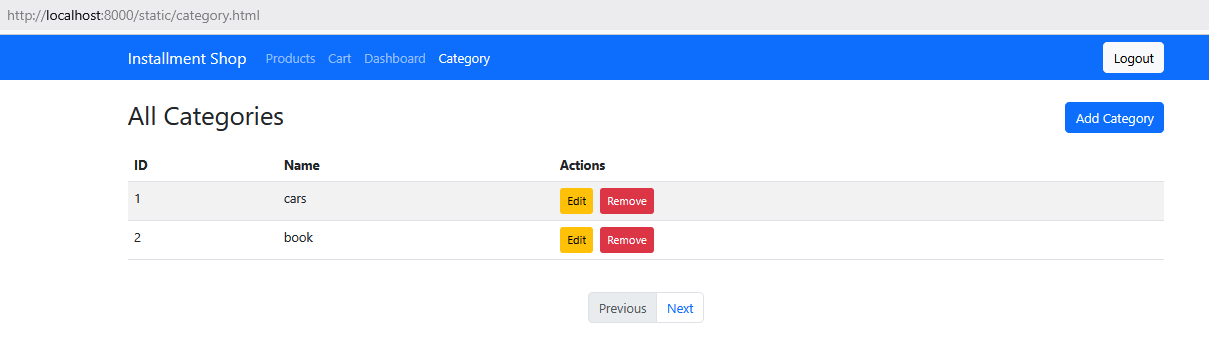 http://localhost:8000/static/category.html
Installment Shop Products Cart Dashboard Category Logout
All Categories Add Category
ID Name Actions
1 cars Edit Remove
2 book Edit Remove
Previous Next